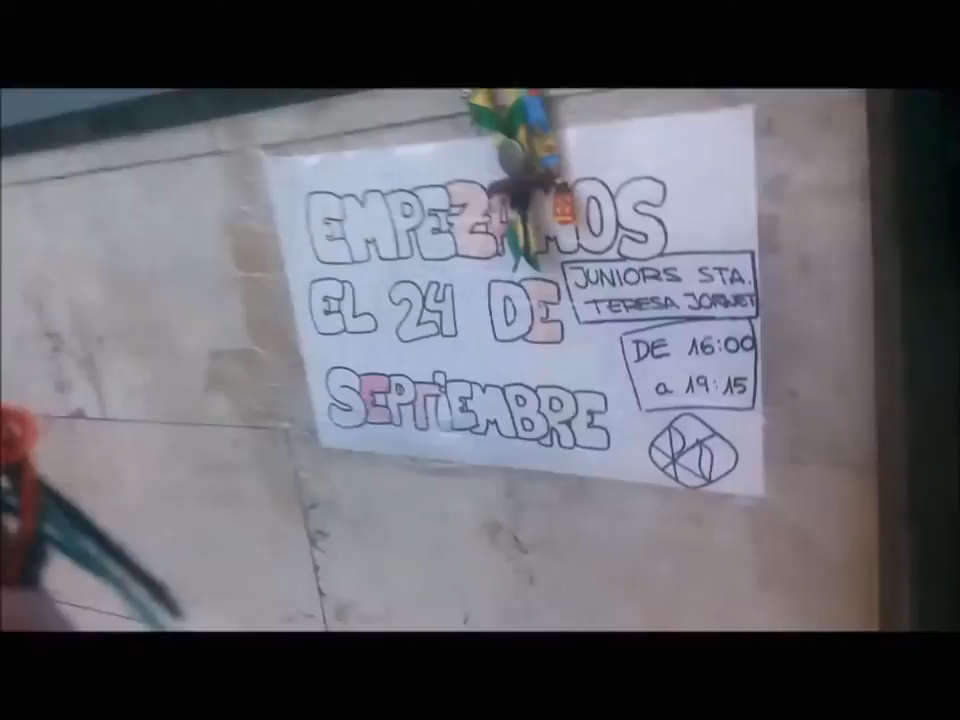 EMPEZAMOS
EL 24 DE
SEPTIEMBRE
JUNIORS STA.
TERESA JORNET
DE 16:00
a 19:15